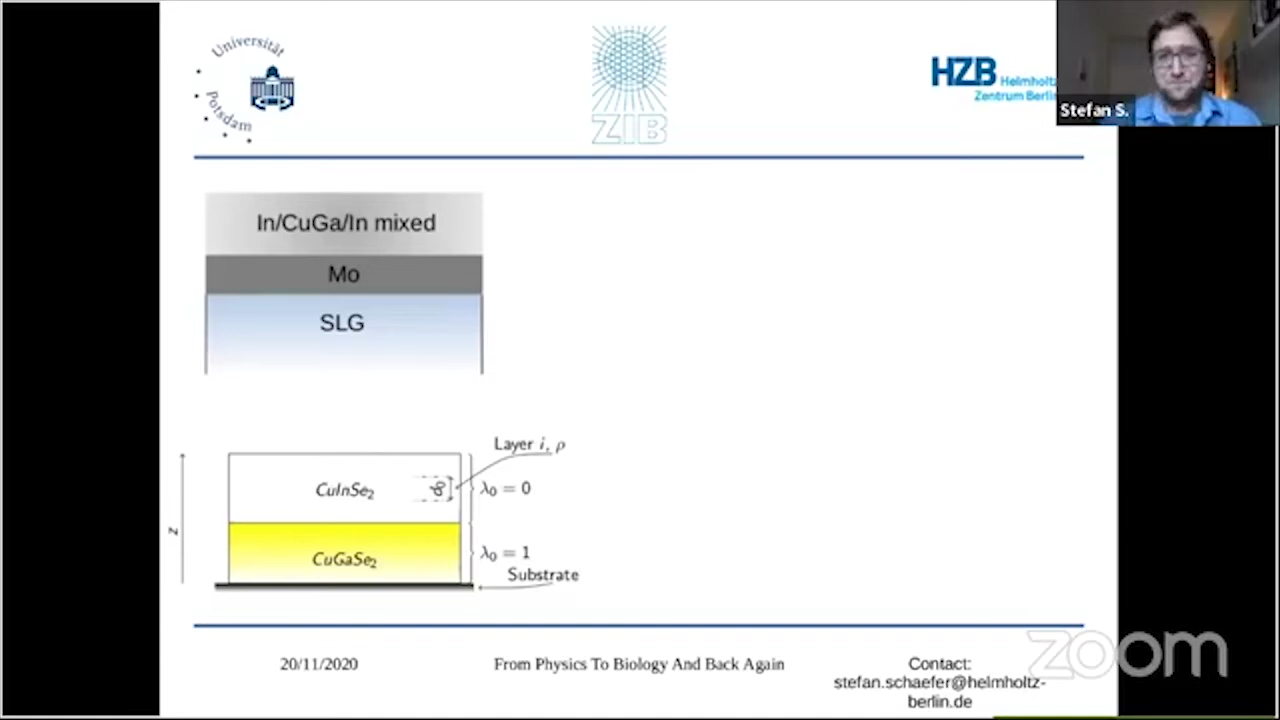 Universität
Potsdam
ZIB
HZB Helmholtz
Zentrum Berlin
Stefan S.
In/CuGa/In mixed
Mo
SLG
Layer i, ρ
z
CuInSe₂
λ₀ = 0
CuGaSe₂
λ₀ = 1
Substrate
zoom
20/11/2020
From Physics To Biology And Back Again
Contact:
stefan.schaefer@helmholtz-
berlin.de